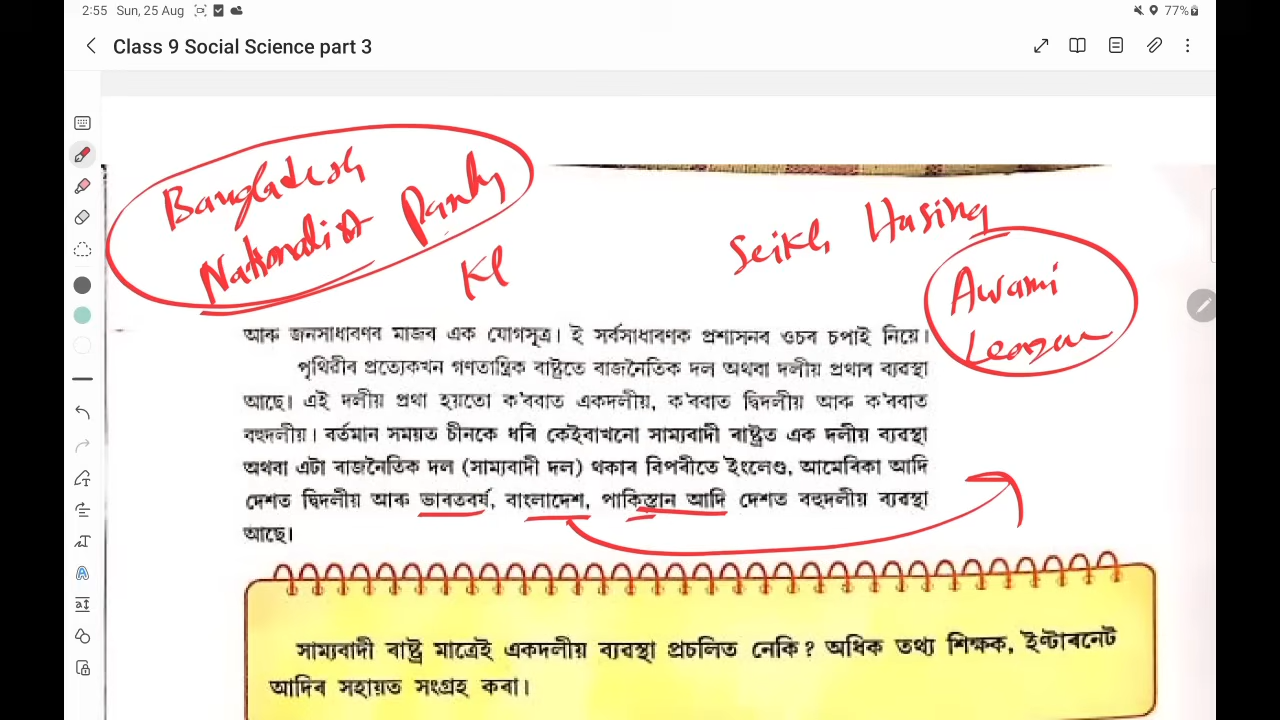 2:55 Sun, 25 Aug
77%
Class 9 Social Science part 3
Bangladesh
Nationalist Party
Kl
Seikh Hasina
Awami
League
আৰু জনসাধাৰণৰ মাজৰ এক যোগসূত্ৰ। ই সৰ্বসাধাৰণক প্ৰশাসনৰ ওচৰ চপাই নিয়ে।
পৃথিৱীৰ প্ৰত্যেকখন গণতান্ত্ৰিক ৰাষ্ট্ৰতে ৰাজনৈতিক দল অথবা দলীয় প্ৰথাৰ ব্যৱস্থা
আছে। এই দলীয় প্ৰথা হয়তো ক'ৰবাত একদলীয়, ক'ৰবাত দ্বিদলীয় আৰু ক'ৰবাত
বহুদলীয়। বৰ্তমান সময়ত চীনকে ধৰি কেইবাখনো সাম্যবাদী ৰাষ্ট্ৰত এক দলীয় ব্যৱস্থা
অথবা এটা ৰাজনৈতিক দল (সাম্যবাদী দল) থকাৰ বিপৰীতে ইংলেণ্ড, আমেৰিকা আদি
দেশত দ্বিদলীয় আৰু ভাৰতবৰ্ষ, বাংলাদেশ, পাকিস্তান আদি দেশত বহুদলীয় ব্যৱস্থা
আছে।
সাম্যবাদী ৰাষ্ট্ৰ মাত্ৰেই একদলীয় ব্যৱস্থা প্ৰচলিত নেকি? অধিক তথ্য শিক্ষক, ইণ্টাৰনেট
আদিৰ সহায়ত সংগ্ৰহ কৰা।